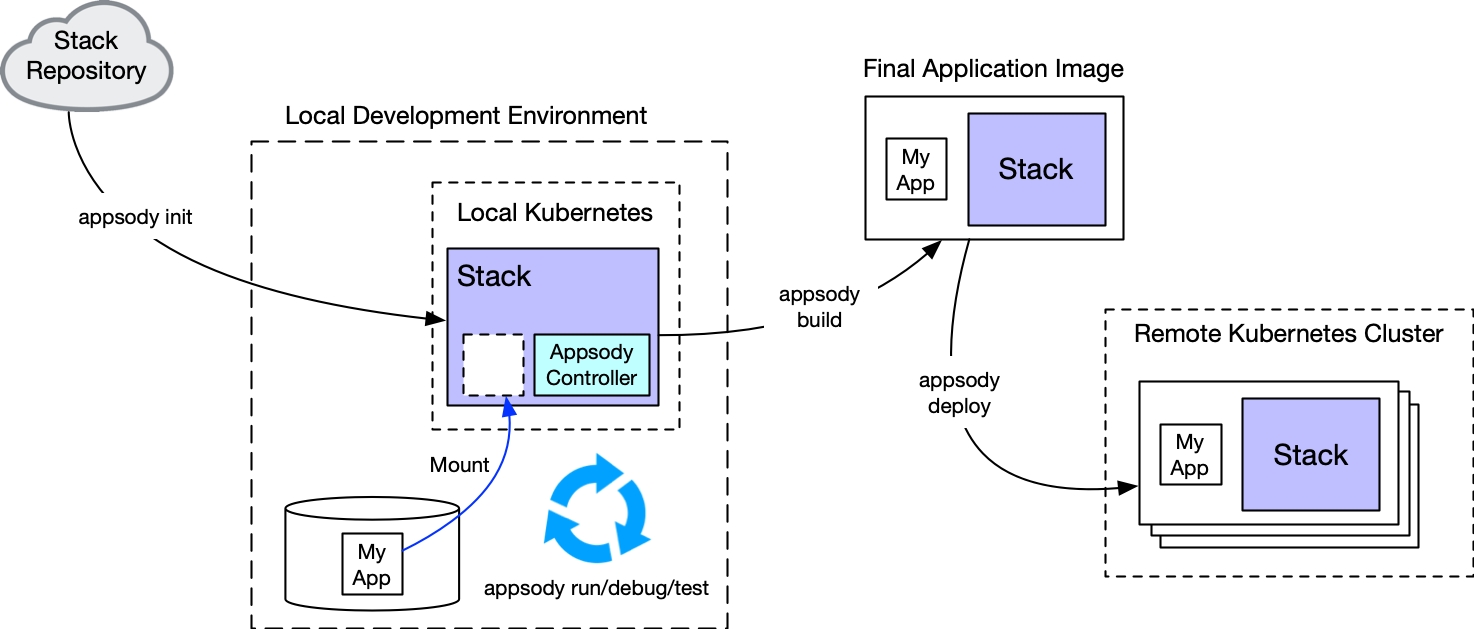 Stack
Repository
appsody init
Local Development Environment
Local Kubernetes
Stack
Appsody
Controller
Mount
My
App
appsody run/debug/test
appsody
build
Final Application Image
My
App
Stack
appsody
deploy
Remote Kubernetes Cluster
My
App
Stack